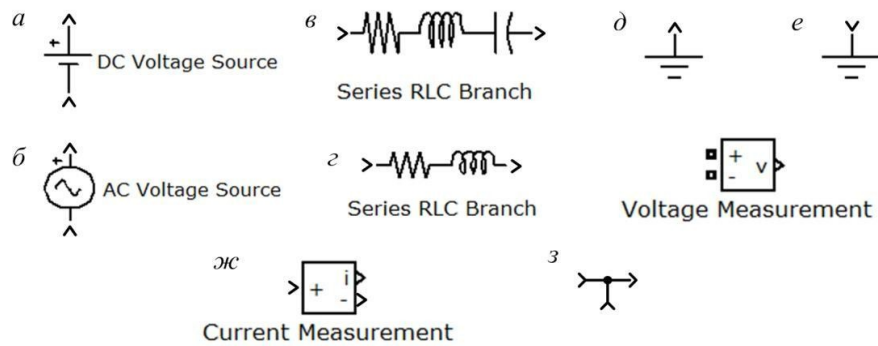 а
+
DC Voltage Source
в
Series RLC Branch
д
е
б
+
AC Voltage Source
г
Series RLC Branch
+
-
v
Voltage Measurement
ж
+
i
-
Current Measurement
з